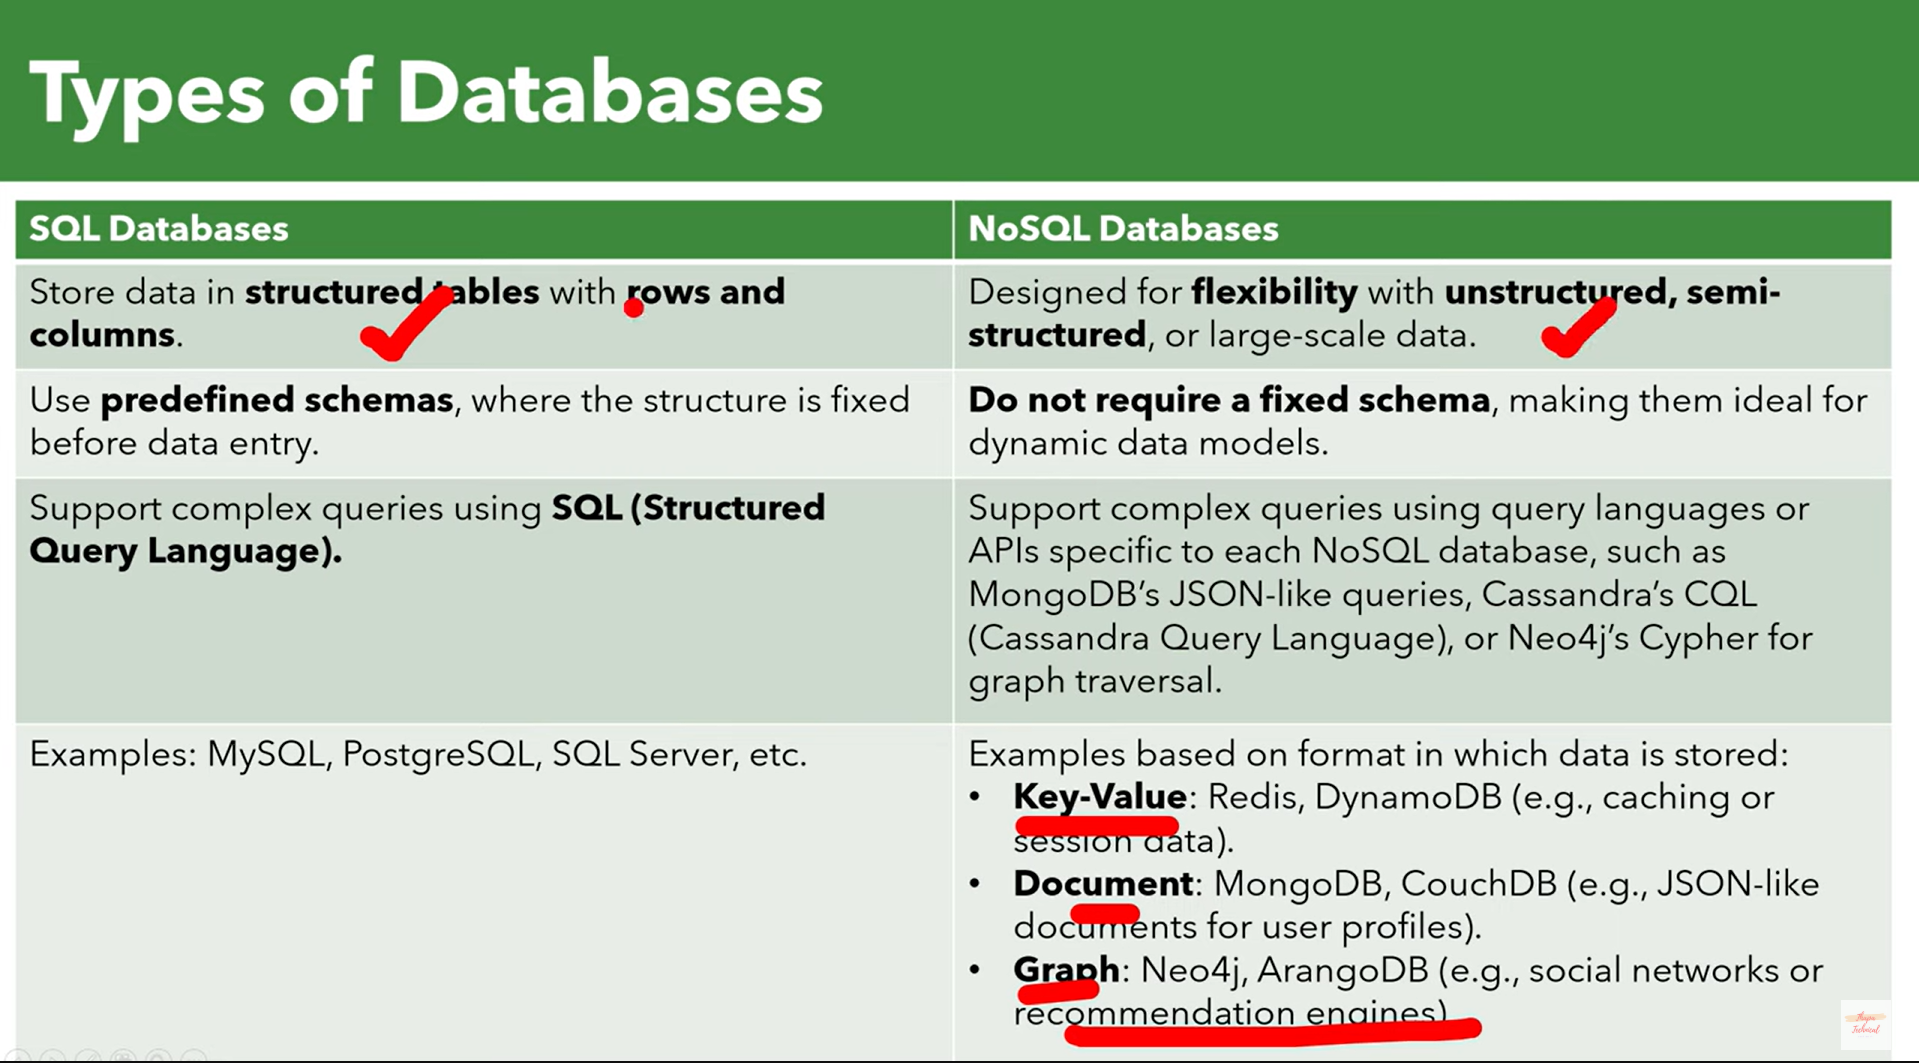 Types of Databases
SQL Databases
NoSQL Databases
Store data in structured tables with rows and
columns.
Designed for flexibility with unstructured, semi-
structured, or large-scale data.
Use predefined schemas, where the structure is fixed
before data entry.
Do not require a fixed schema, making them ideal for
dynamic data models.
Support complex queries using SQL (Structured
Query Language).
Support complex queries using query languages or
APIs specific to each NoSQL database, such as
MongoDB’s JSON-like queries, Cassandra’s CQL
(Cassandra Query Language), or Neo4j’s Cypher for
graph traversal.
Examples: MySQL, PostgreSQL, SQL Server, etc.
Examples based on format in which data is stored:
• Key-Value: Redis, DynamoDB (e.g., caching or
session data).
• Document: MongoDB, CouchDB (e.g., JSON-like
documents for user profiles).
• Graph: Neo4j, ArangoDB (e.g., social networks or
recommendation engines)
Technical